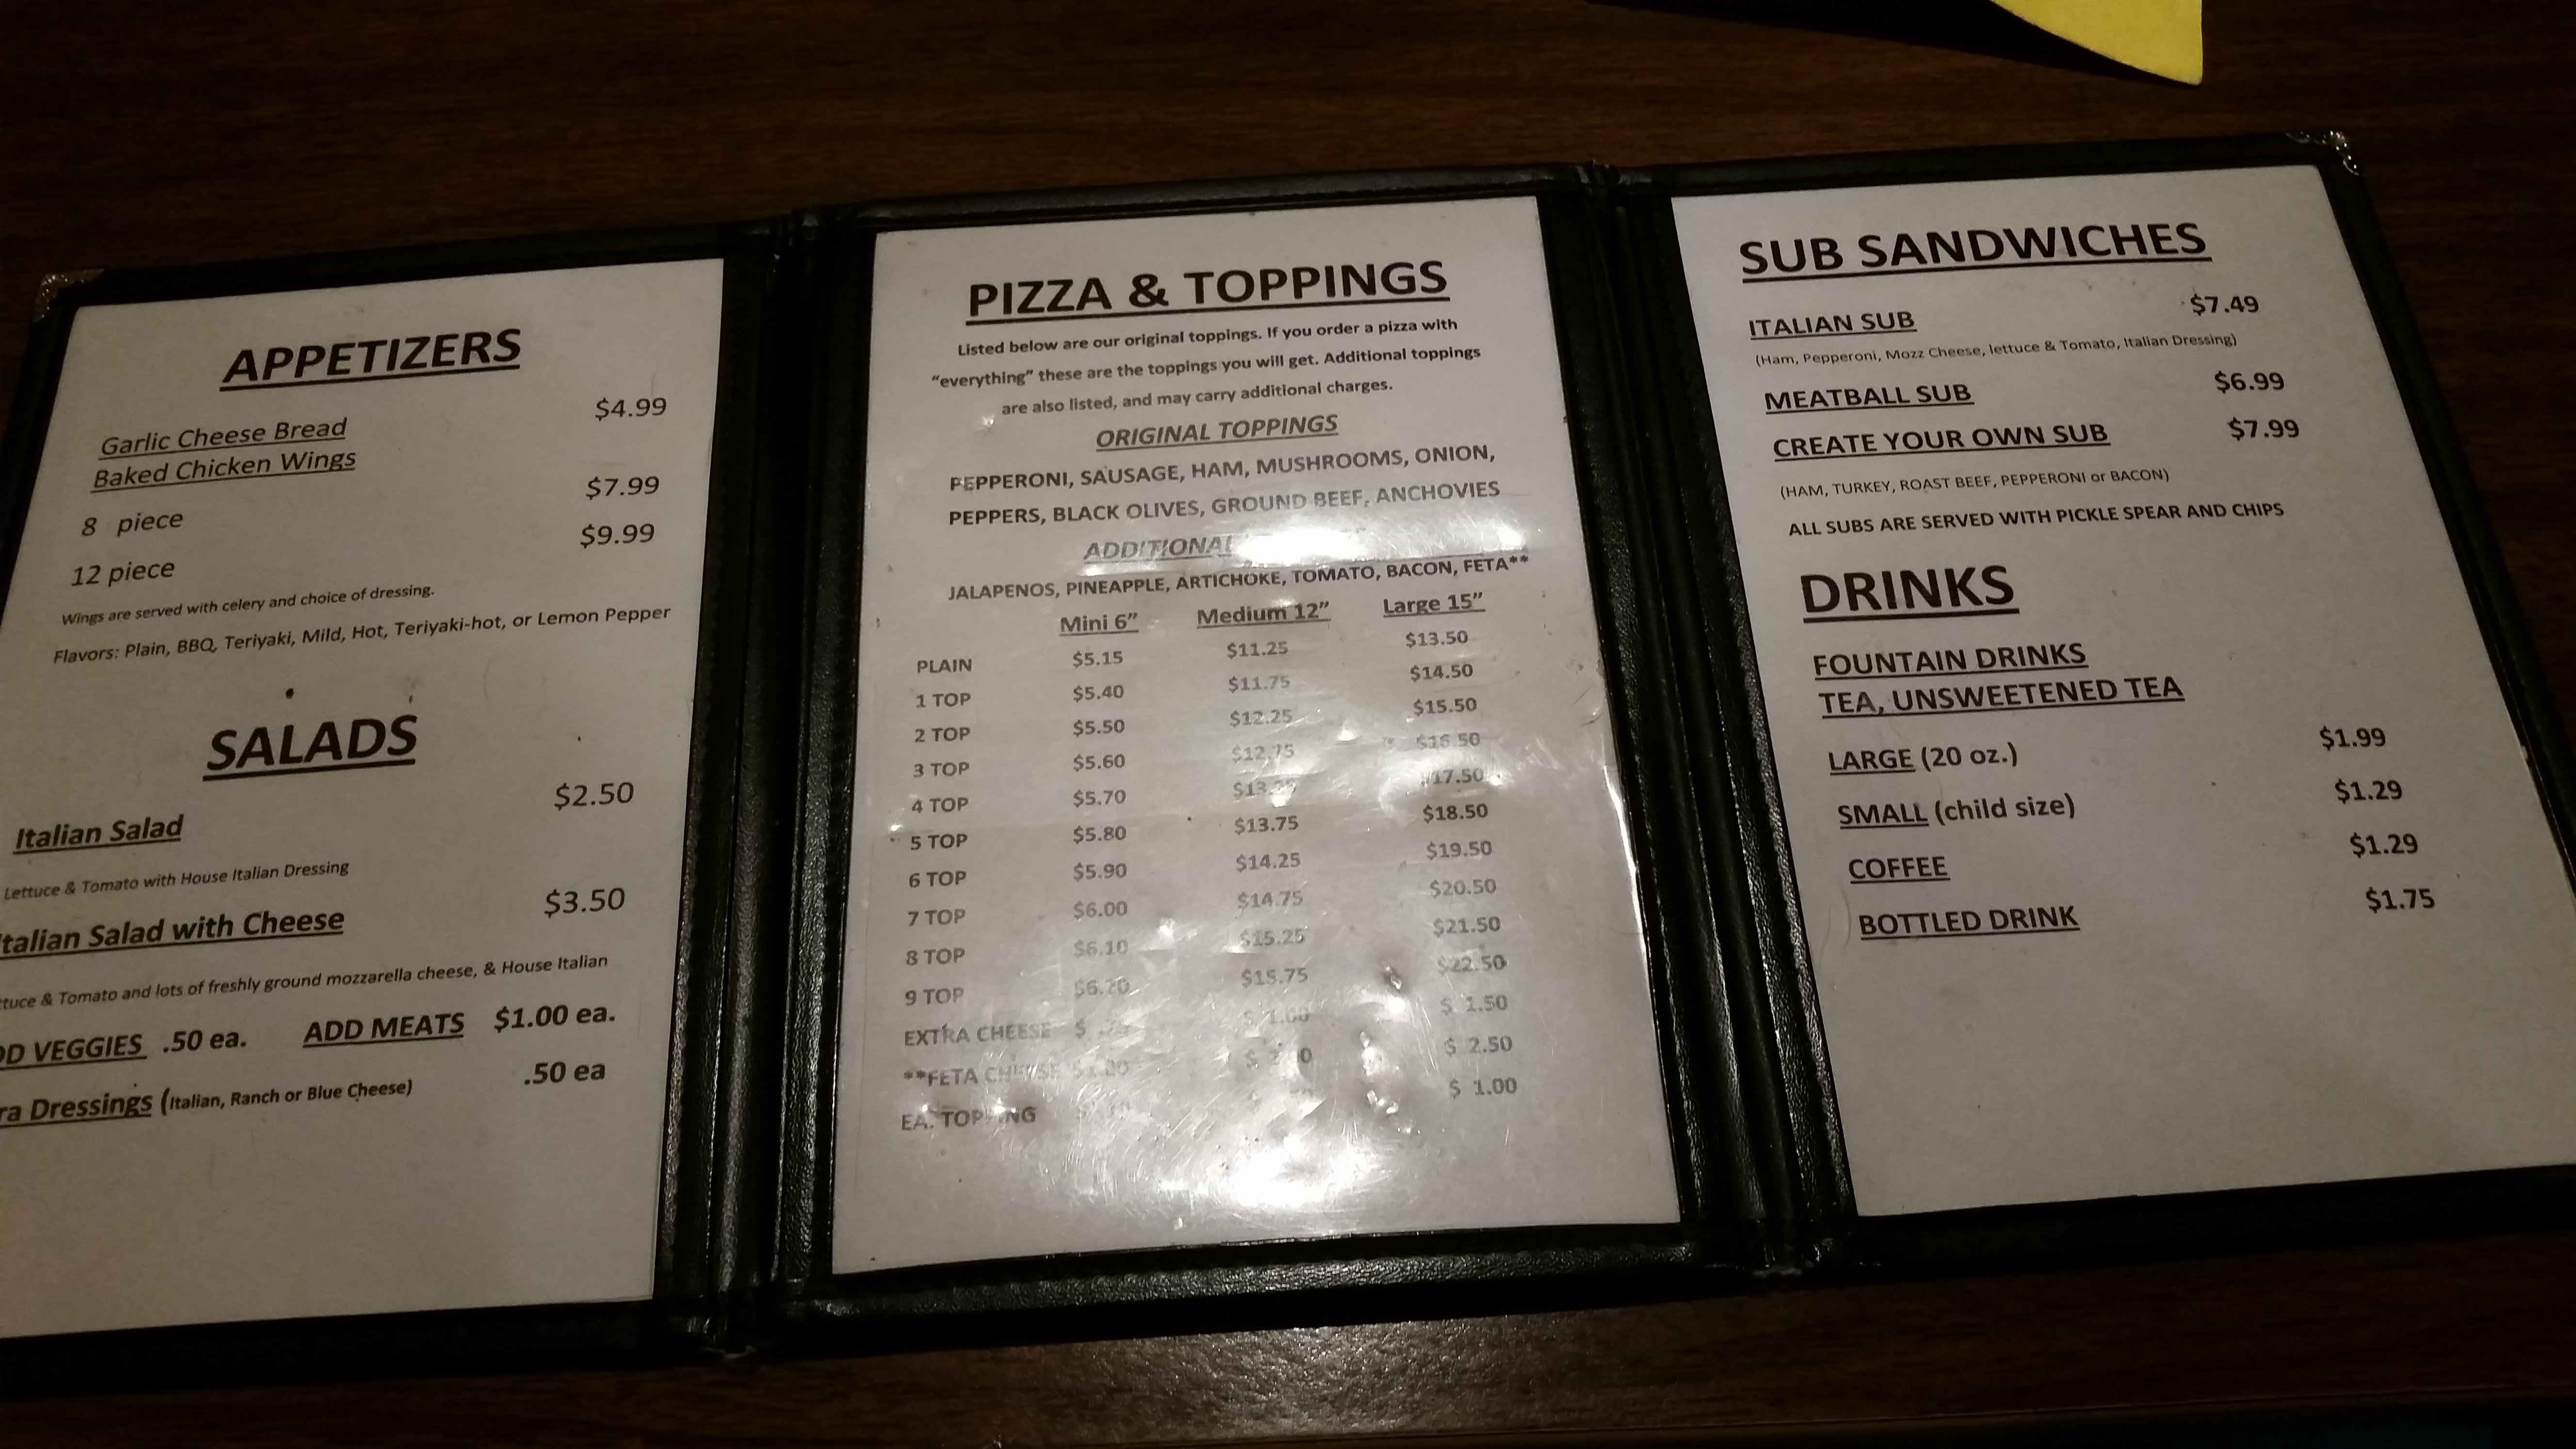 APPETIZERS
Garlic Cheese Bread $4.99
Baked Chicken Wings
8 piece $7.99
12 piece $9.99
Wings are served with celery and choice of dressing.
Flavors: Plain, BBQ, Teriyaki, Mild, Hot, Teriyaki-hot, or Lemon Pepper
SALADS
Italian Salad $2.50
Lettuce & Tomato with House Italian Dressing
Italian Salad with Cheese $3.50
ttuce & Tomato and lots of freshly ground mozzarella cheese, & House Italian
DD VEGGIES .50 ea. ADD MEATS $1.00 ea.
ra Dressings (Italian, Ranch or Blue Cheese) .50 ea
PIZZA & TOPPINGS
Listed below are our original toppings. If you order a pizza with
"everything" these are the toppings you will get. Additional toppings
are also listed, and may carry additional charges.
ORIGINAL TOPPINGS
PEPPERONI, SAUSAGE, HAM, MUSHROOMS, ONION,
PEPPERS, BLACK OLIVES, GROUND BEEF, ANCHOVIES
ADDITIONAL
JALAPENOS, PINEAPPLE, ARTICHOKE, TOMATO, BACON, FETA**
Mini 6" Medium 12" Large 15"
PLAIN $5.15 $11.25 $13.50
1 TOP $5.40 $11.75 $14.50
2 TOP $5.50 $12.25 $15.50
3 TOP $5.60 $12.75 $16.50
4 TOP $5.70 $17.50
5 TOP $5.80 $13.75 $18.50
6 TOP $5.90 $14.25 $19.50
7 TOP $6.00 $14.75 $20.50
8 TOP $6.10 $15.25 $21.50
9 TOP $6.20 $15.75 $22.50
EXTRA CHEESE $ $ 1.00 $ 1.50
**FETA CHEESE $ $ 2.50
EA. TOPPING $ 1.00
SUB SANDWICHES
ITALIAN SUB $7.49
(Ham, Pepperoni, Mozz Cheese, lettuce & Tomato, Italian Dressing)
MEATBALL SUB $6.99
CREATE YOUR OWN SUB $7.99
(HAM, TURKEY, ROAST BEEF, PEPPERONI or BACON)
ALL SUBS ARE SERVED WITH PICKLE SPEAR AND CHIPS
DRINKS
FOUNTAIN DRINKS
TEA, UNSWEETENED TEA
LARGE (20 oz.) $1.99
SMALL (child size) $1.29
COFFEE $1.29
BOTTLED DRINK $1.75